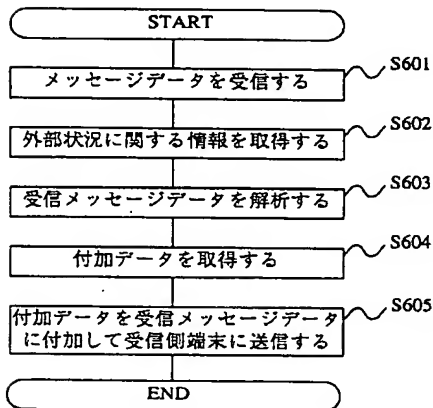 START
S601
メッセージデータを受信する
S602
外部状況に関する情報を取得する
S603
受信メッセージデータを解析する
S604
付加データを取得する
S605
付加データを受信メッセージデータ
に付加して受信側端末に送信する
END